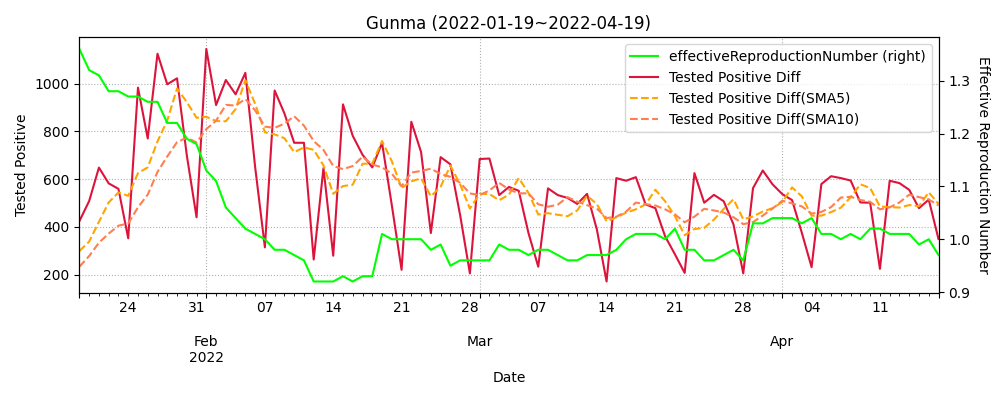 Gunma (2022-01-19~2022-04-19)
effectiveReproductionNumber (right)
Tested Positive Diff
Tested Positive Diff(SMA5)
Tested Positive Diff(SMA10)
Tested Positive
1000
800
600
400
200
Effective Reproduction Number
1.3
1.2
1.1
1.0
0.9
24 31 07 14 21 28 07 14 21 28 04 11
Feb Mar Apr
2022
Date